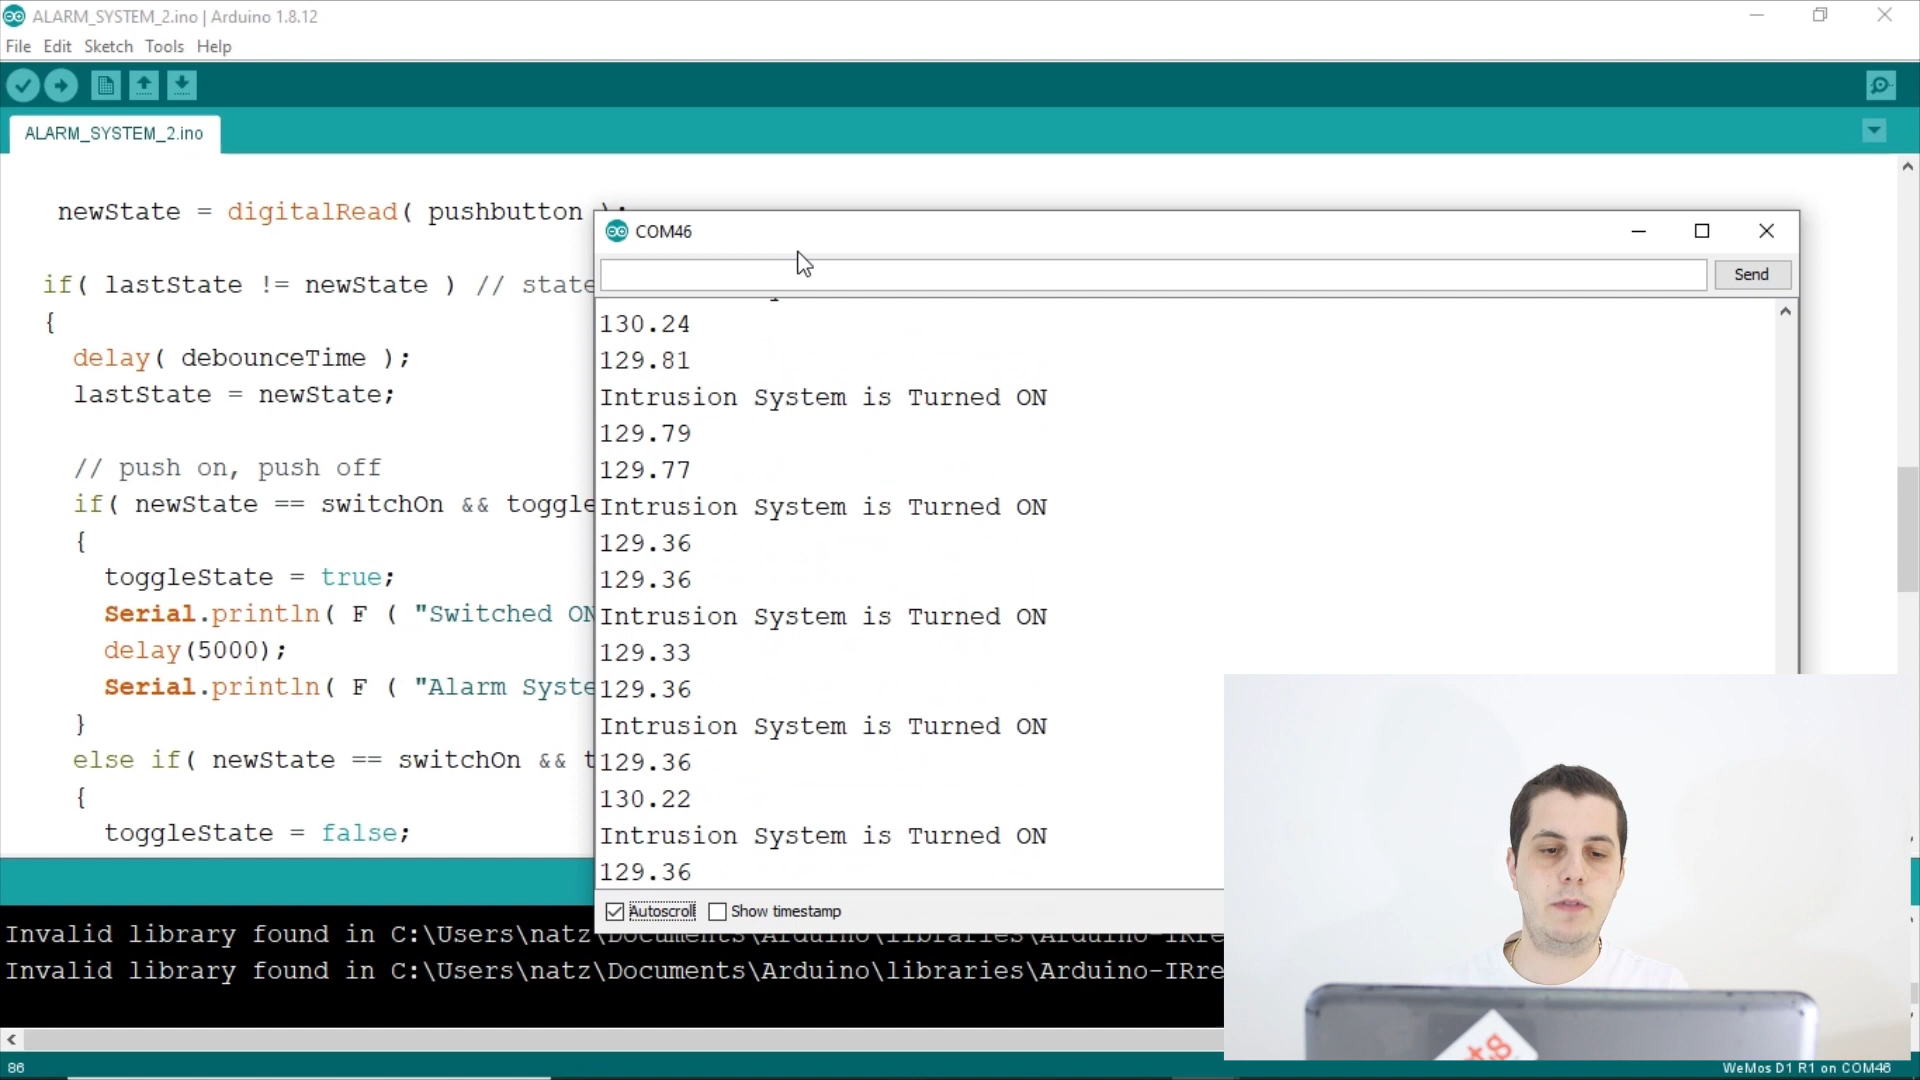 ALARM_SYSTEM_2.ino | Arduino 1.8.12
File Edit Sketch Tools Help
ALARM_SYSTEM_2.ino
newState = digitalRead( pushbutton );
if( lastState != newState ) // state
{
delay( debounceTime );
lastState = newState;
// push on, push off
if( newState == switchOn && toggle
{
toggleState = true;
Serial.println( F ( "Switched ON
delay(5000);
Serial.println( F ( "Alarm Syste
}
else if( newState == switchOn && t
{
toggleState = false;
COM46
Send
130.24
129.81
Intrusion System is Turned ON
129.79
129.77
Intrusion System is Turned ON
129.36
129.36
Intrusion System is Turned ON
129.33
129.36
Intrusion System is Turned ON
129.36
130.22
Intrusion System is Turned ON
129.36
Autoscroll Show timestamp
Invalid library found in C:\Users\natz\Documents\Arduino\libraries\Arduino-IRre
Invalid library found in C:\Users\natz\Documents\Arduino\libraries\Arduino-IRre
86
WeMos D1 R1 on COM46